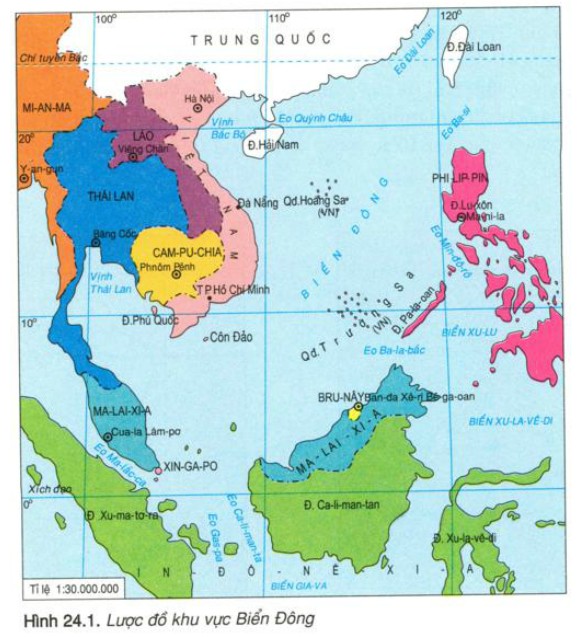 100°
110°
120°
TRUNG QUỐC
Chí tuyến Bắc
Eo Đài Loan
Đ.Đài Loan
MI-AN-MA
Hà Nội
Eo Quỳnh Châu
Vịnh
Bắc Bộ
Đ.Hải Nam
Eo Ba-si
20°
LÀO
Viêng Chăn
VIỆT NAM
Y-an-gun
THÁI LAN
PHI-LIP-PIN
Đ.Lu-xôn
Ma-ni-la
Đà Nẵng
Qđ.Hoàng Sa
(VN)
BIỂN ĐÔNG
Eo Min-đô-rô
Băng Cốc
CAM-PU-CHIA
Phnôm Pênh
Vịnh
Thái Lan
TP Hồ Chí Minh
Qđ.Trường Sa
(VN)
Đ. Pa-la-oan
10°
Đ.Phú Quốc
Côn Đảo
Eo Ba-la-bắc
BIỂN XU-LU
BRU-NÂY
Ban-đa Xê-ri Bê-ga-oan
MA-LAI-XI-A
Cua-la Lăm-pơ
MA-LAI-XI-A
BIỂN XU-LA-VÊ-DI
Eo Ma-lắc-ca
XIN-GA-PO
Xích đạo
0°
Đ. Xu-ma-tơ-ra
Eo Gas-pa
Eo Ca-li-man-ta
Đ. Ca-li-man-tan
Đ. Xu-la-vê-di
IN-ĐÔ-NÊ-XI-A
BIỂN GIA-VA
Tỉ lệ 1:30.000.000
Hình 24.1. Lược đồ khu vực Biển Đông